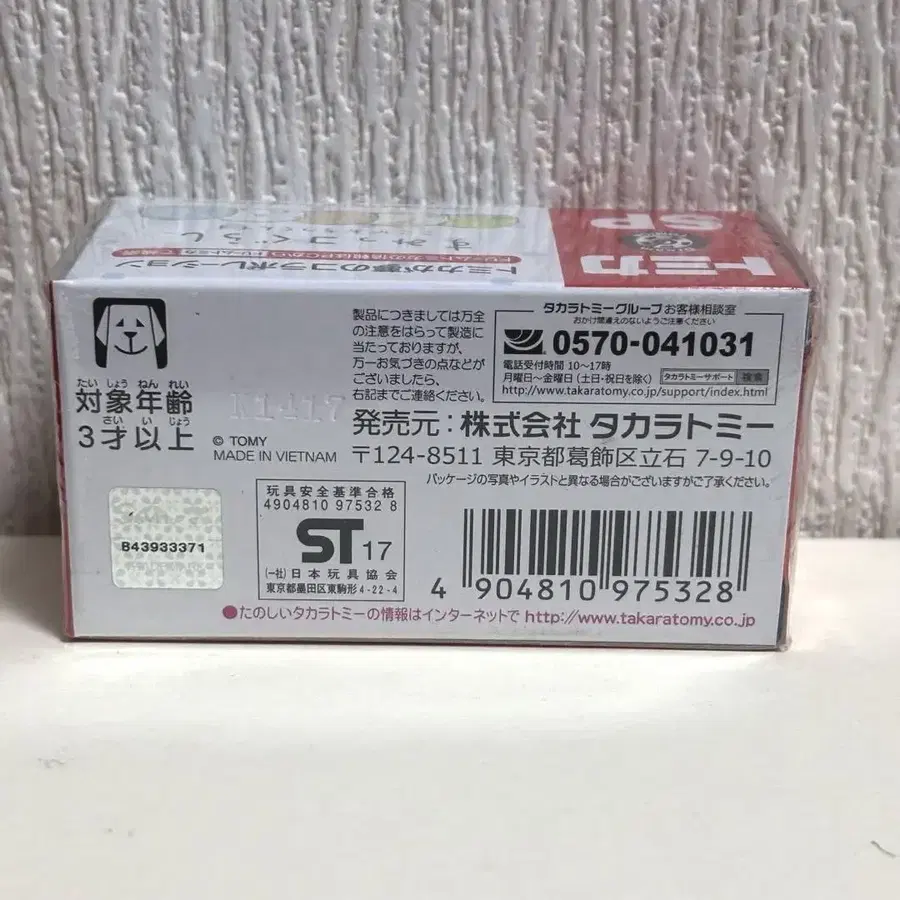 トミカ
SP
すみっコぐらし
トミカが夢のコラボレーション
たい しょう ねん れい
対象年齢
さい い じょう
3才以上
© TOMY
MADE IN VIETNAM
製品につきましては万全
の注意をはらって製造に
当たっておりますが、
万一お気づきの点などが
ございましたら、
右記までご連絡ください。
タカラトミーグループ お客様相談室
おかけ間違えのないようご注意ください
0570-041031
電話受付時間 10〜17時
月曜日〜金曜日 (土日・祝日を除く)
タカラトミーサポート 検索
http://www.takaratomy.co.jp/support/index.html
発売元:株式会社 タカラトミー
〒124-8511 東京都葛飾区立石 7-9-10
パッケージの写真やイラストと異なる場合がございますがご了承ください。
843933371
玩具安全基準合格
4904810 97532 8
ST 17
(一社)日本玩具協会
東京都墨田区東駒形4-22-4
4 904810 975328
●たのしいタカラトミーの情報はインターネットで http://www.takaratomy.co.jp